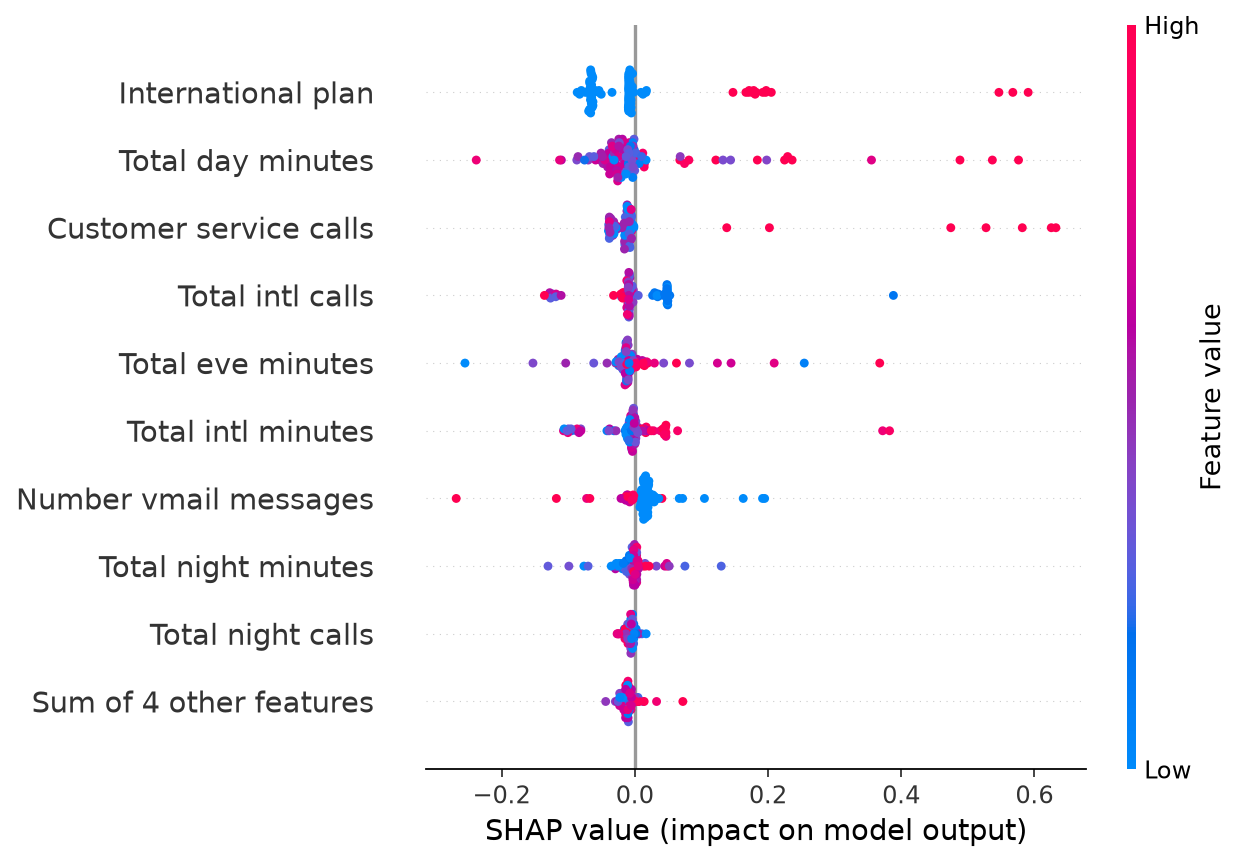 High
International plan
Total day minutes
Customer service calls
Total intl calls
Total eve minutes
Total intl minutes
Number vmail messages
Total night minutes
Total night calls
Sum of 4 other features
Feature value
Low
−0.2 0.0 0.2 0.4 0.6
SHAP value (impact on model output)